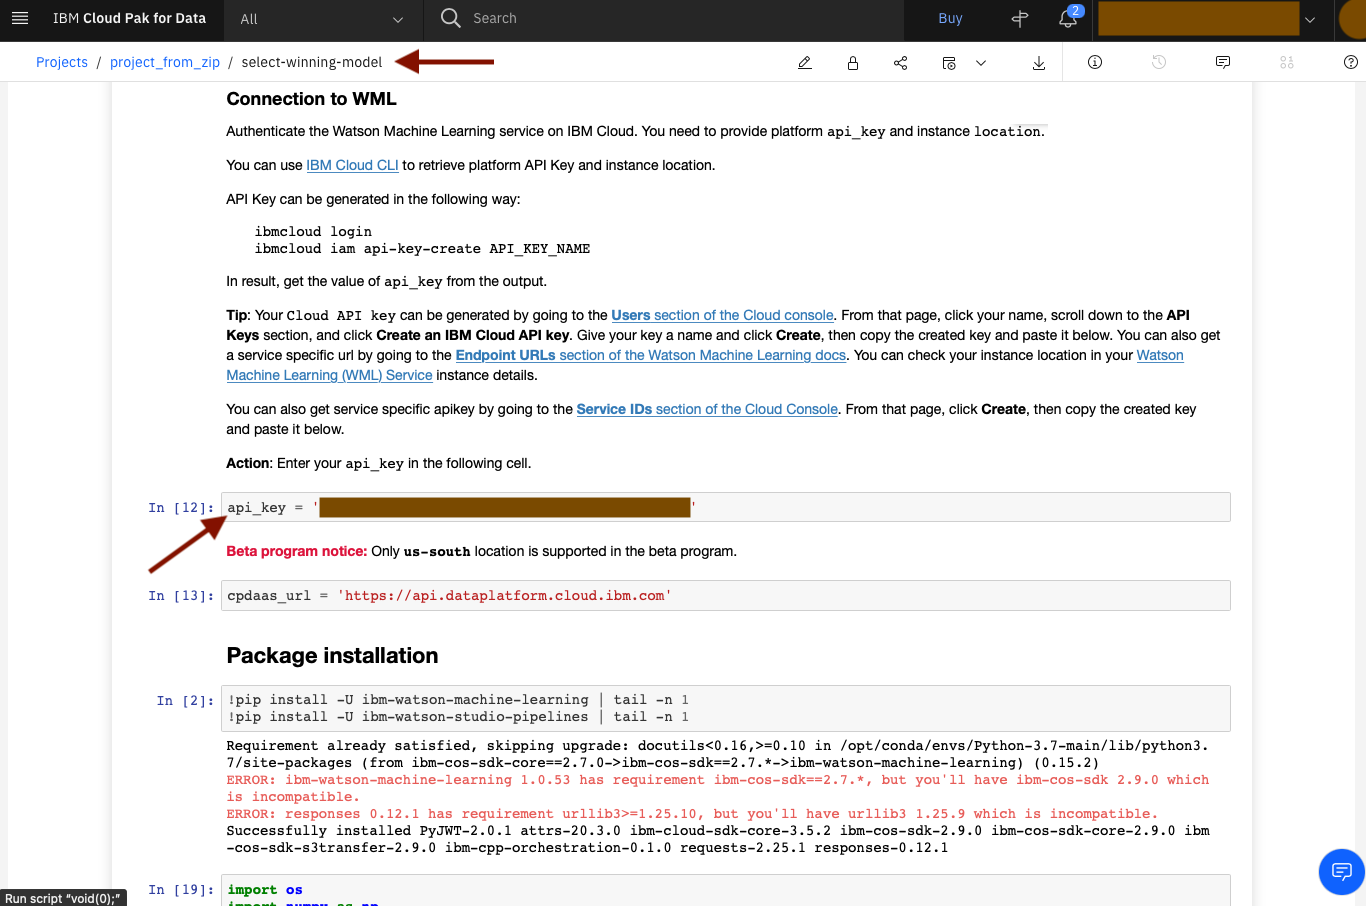 IBM Cloud Pak for Data
All
Search
Buy
2
Projects / project_from_zip / select-winning-model
Connection to WML
Authenticate the Watson Machine Learning service on IBM Cloud. You need to provide platform api_key and instance location.
You can use IBM Cloud CLI to retrieve platform API Key and instance location.
API Key can be generated in the following way:
ibmcloud login
ibmcloud iam api-key-create API_KEY_NAME
In result, get the value of api_key from the output.
Tip: Your Cloud API key can be generated by going to the Users section of the Cloud console. From that page, click your name, scroll down to the API
Keys section, and click Create an IBM Cloud API key. Give your key a name and click Create, then copy the created key and paste it below. You can also get
a service specific url by going to the Endpoint URLs section of the Watson Machine Learning docs. You can check your instance location in your Watson
Machine Learning (WML) Service instance details.
You can also get service specific apikey by going to the Service IDs section of the Cloud Console. From that page, click Create, then copy the created key
and paste it below.
Action: Enter your api_key in the following cell.
In [12]: api_key = ' '
Beta program notice: Only us-south location is supported in the beta program.
In [13]: cpdaas_url = 'https://api.dataplatform.cloud.ibm.com'
Package installation
In [2]: !pip install -U ibm-watson-machine-learning | tail -n 1
!pip install -U ibm-watson-studio-pipelines | tail -n 1
Requirement already satisfied, skipping upgrade: docutils<0.16,>=0.10 in /opt/conda/envs/Python-3.7-main/lib/python3.
7/site-packages (from ibm-cos-sdk-core==2.7.0->ibm-cos-sdk==2.7.*->ibm-watson-machine-learning) (0.15.2)
ERROR: ibm-watson-machine-learning 1.0.53 has requirement ibm-cos-sdk==2.7.*, but you'll have ibm-cos-sdk 2.9.0 which
is incompatible.
ERROR: responses 0.12.1 has requirement urllib3>=1.25.10, but you'll have urllib3 1.25.9 which is incompatible.
Successfully installed PyJWT-2.0.1 attrs-20.3.0 ibm-cloud-sdk-core-3.5.2 ibm-cos-sdk-2.9.0 ibm-cos-sdk-core-2.9.0 ibm
-cos-sdk-s3transfer-2.9.0 ibm-cpp-orchestration-0.1.0 requests-2.25.1 responses-0.12.1
In [19]: import os
import numpy as np
Run script "void(0);"